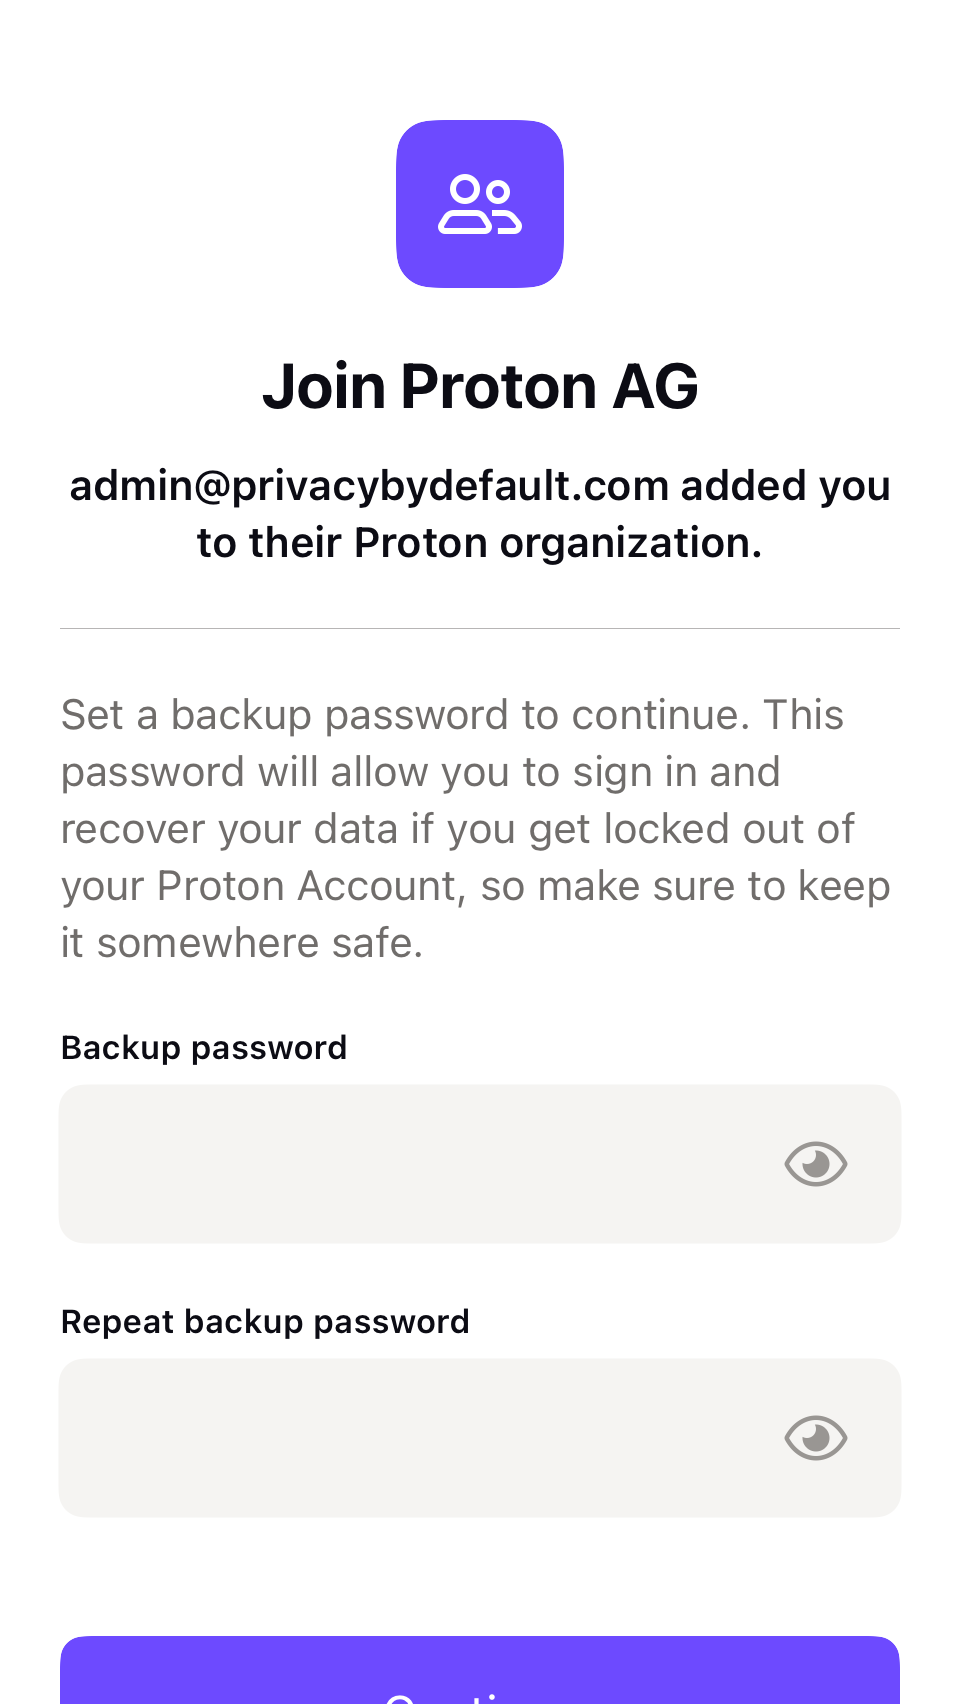 Join Proton AG
admin@privacybydefault.com added you
to their Proton organization.
Set a backup password to continue. This
password will allow you to sign in and
recover your data if you get locked out of
your Proton Account, so make sure to keep
it somewhere safe.
Backup password
Repeat backup password